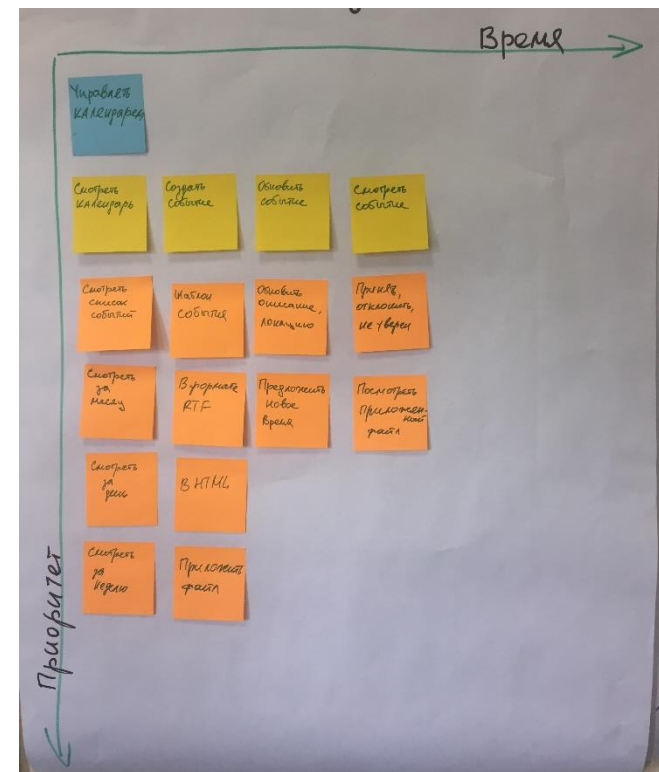 Время
Управлять
календарем
Смотреть
календарь
Создать
событие
Обновить
событие
Смотреть
событие
Смотреть
список
событий
Шаблон
события
Обновить
описание,
локацию
Принять,
отклонить,
не уверен
Смотреть
за
месяц
В формате
RTF
Предложить
новое
время
Посмотреть
приложен-
ный
файл
Смотреть
за
день
В HTML
Смотреть
за
неделю
Приложить
файл
Приоритет